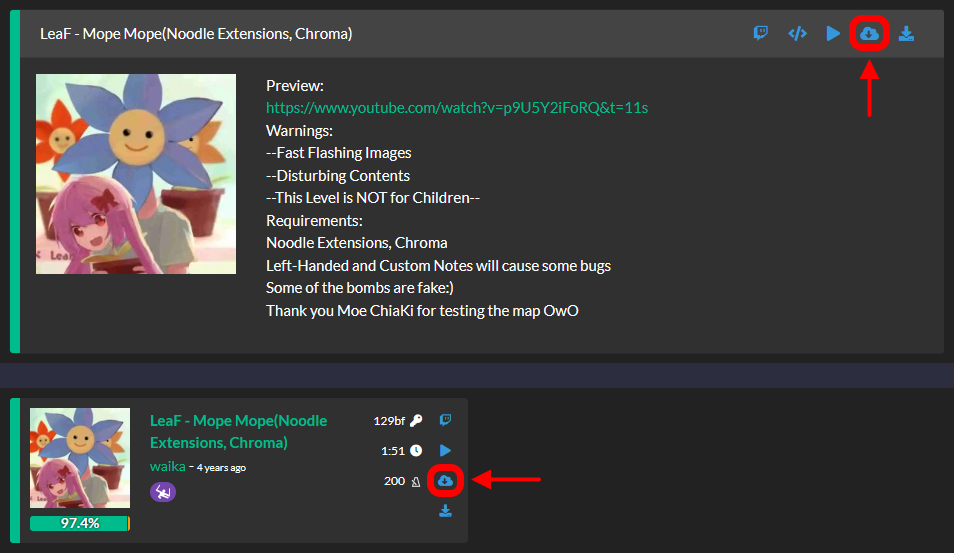 LeaF - Mope Mope(Noodle Extensions, Chroma)
Preview:
https://www.youtube.com/watch?v=p9U5Y2iFoRQ&t=11s
Warnings:
--Fast Flashing Images
--Disturbing Contents
--This Level is NOT for Children--
Requirements:
Noodle Extensions, Chroma
Left-Handed and Custom Notes will cause some bugs
Some of the bombs are fake:)
Thank you Moe ChiaKi for testing the map OwO
LeaF - Mope Mope(Noodle
Extensions, Chroma)
waika - 4 years ago
129bf
1:51
200
97.4%